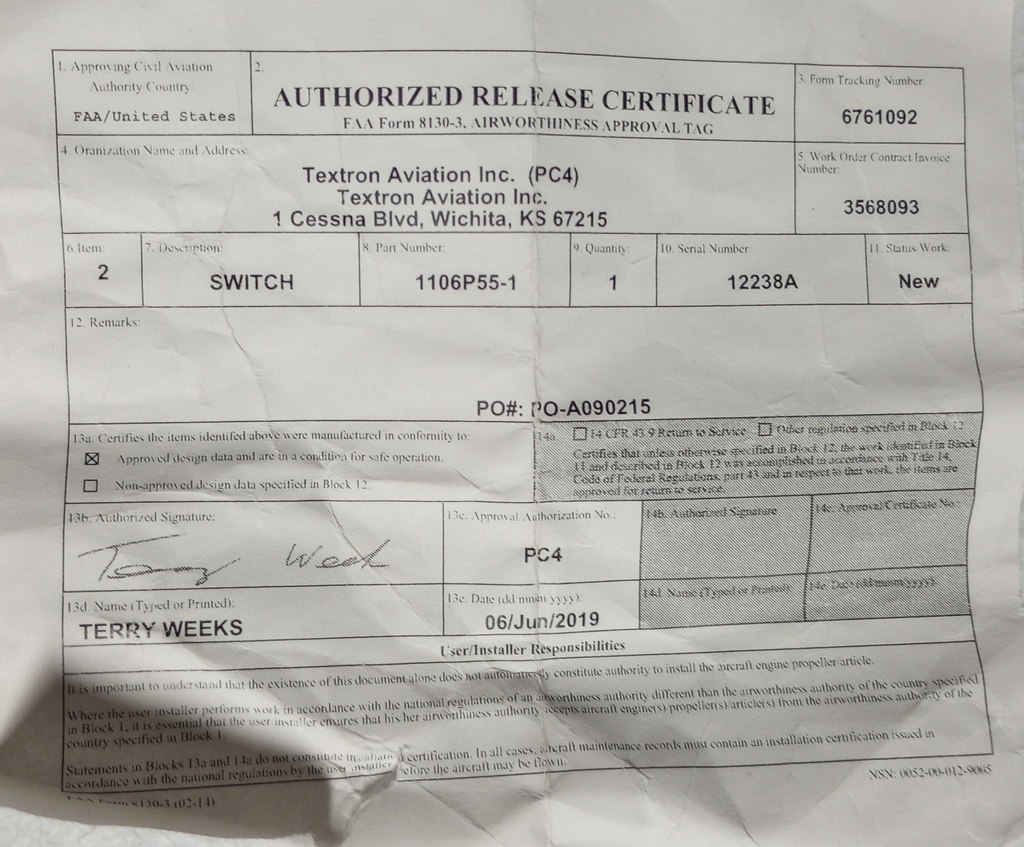 1. Approving Civil Aviation
Authority Country:
FAA/United States
2.
AUTHORIZED RELEASE CERTIFICATE
FAA Form 8130-3, AIRWORTHINESS APPROVAL TAG
3. Form Tracking Number:
6761092
4. Oranization Name and Address:
Textron Aviation Inc. (PC4)
Textron Aviation Inc.
1 Cessna Blvd, Wichita, KS 67215
5. Work Order Contract Invoice
Number:
3568093
6. Item:
2
7. Description:
SWITCH
8. Part Number:
1106P55-1
9. Quantity:
1
10. Serial Number:
12238A
11. Status Work:
New
12. Remarks:
PO#: PO-A090215
13a. Certifies the items identifed above were manufactured in conformity to:
Approved design data and are in a condition for safe operation.
Non-approved design data specified in Block 12.
14a. 14 CFR 43.9 Return to Service Other regulation specified in Block 12
Certifies that unless otherwise specified in Block 12, the work identified in Block
11 and described in Block 12 was accomplished in accordance with Title 14,
Code of Federal Regulations, part 43 and in respect to that work, the items are
approved for return to service.
13b. Authorized Signature:
Terry Week
13c. Approval Authorization No.:
PC4
14b. Authorized Signature
14c. Approval/Certificate No.:
13d. Name (Typed or Printed):
TERRY WEEKS
13e. Date (dd mmm yyyy):
06/Jun/2019
14d. Name (Typed or Printed):
14e. Date (dd/mmm/yyyy):
User/Installer Responsibilities
It is important to understand that the existence of this document alone does not automatically constitute authority to install the aircraft engine propeller article.
Where the user installer performs work in accordance with the national regulations of an airworthiness authority different than the airworthiness authority of the country specified
in Block 1, it is essential that the user installer ensures that his her airworthiness authority accepts aircraft engine(s) propeller(s) article(s) from the airworthiness authority of the
country specified in Block 1.
Statements in Blocks 13a and 14a do not constitute installation certification. In all cases, aircraft maintenance records must contain an installation certification issued in
accordance with the national regulations by the user installer before the aircraft may be flown.
FAA Form 8130-3 (02-14)
NSN: 0052-00-012-9005